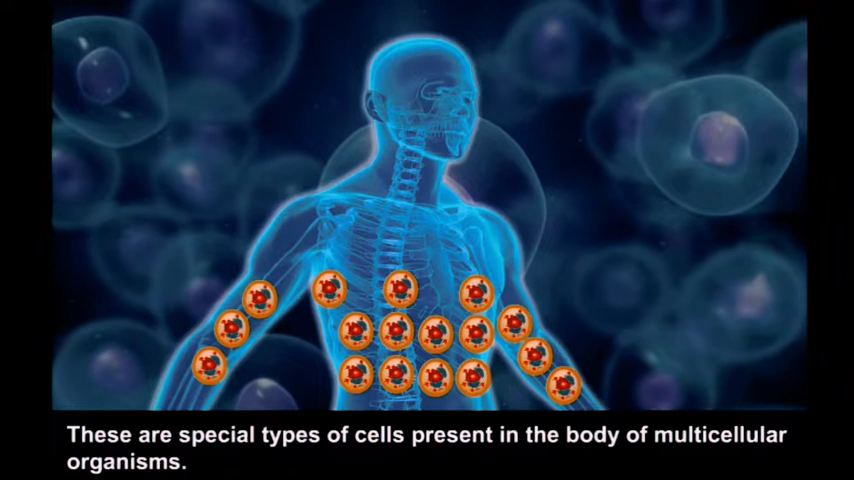 These are special types of cells present in the body of multicellular
organisms.